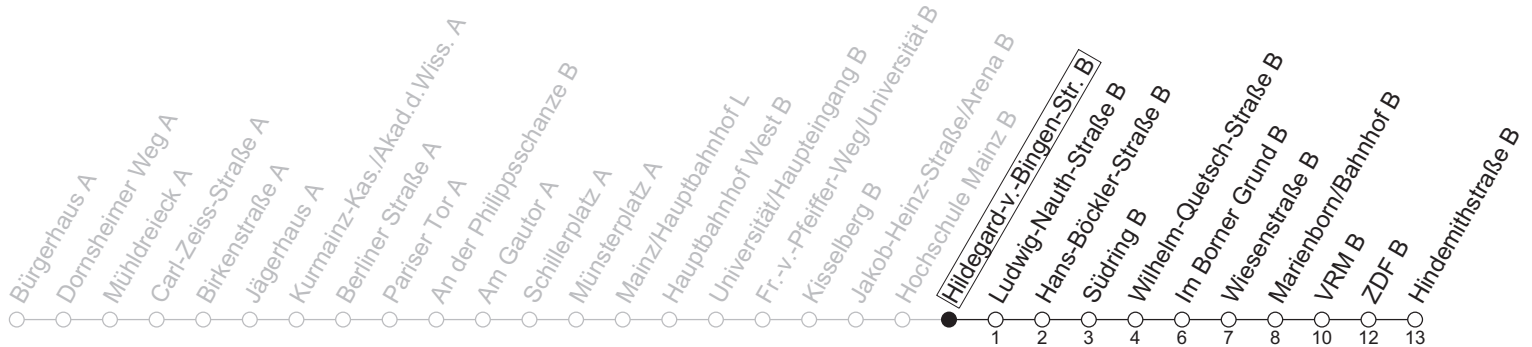 Bürgerhaus A
Dornsheimer Weg A
Mühldreieck A
Carl-Zeiss-Straße A
Birkenstraße A
Jägerhaus A
Kurmainz-Kas./Akad.d.Wiss. A
Berliner Straße A
Pariser Tor A
An der Philippsschanze B
Am Gautor A
Schillerplatz A
Münsterplatz A
Mainz/Hauptbahnhof L
Hauptbahnhof West B
Universität/Haupteingang B
Fr.-v.-Pfeiffer-Weg/Universität B
Kisselberg B
Jakob-Heinz-Straße/Arena B
Hochschule Mainz B
Hildegard-v.-Bingen-Str. B
Ludwig-Nauth-Straße B
Hans-Böckler-Straße B
Südring B
Wilhelm-Quetsch-Straße B
Im Borner Grund B
Wiesenstraße B
Marienborn/Bahnhof B
VRM B
ZDF B
Hindemithstraße B
1 2 3 4 6 7 8 10 12 13